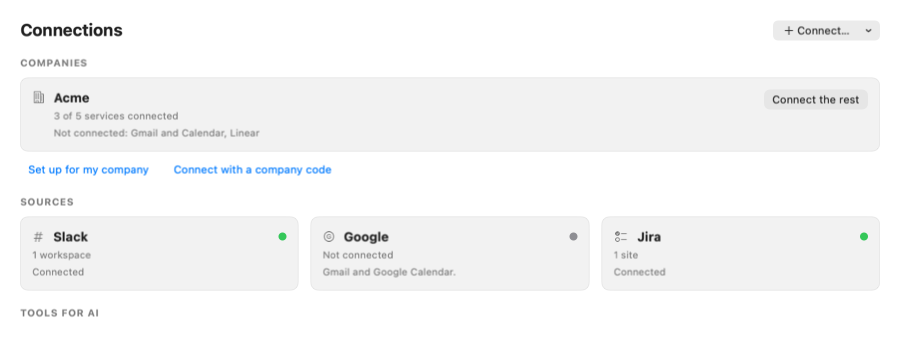 Connections
+ Connect...
COMPANIES
Acme
3 of 5 services connected
Not connected: Gmail and Calendar, Linear
Connect the rest
Set up for my company
Connect with a company code
SOURCES
# Slack
1 workspace
Connected
Google
Not connected
Gmail and Google Calendar.
Jira
1 site
Connected
TOOLS FOR AI